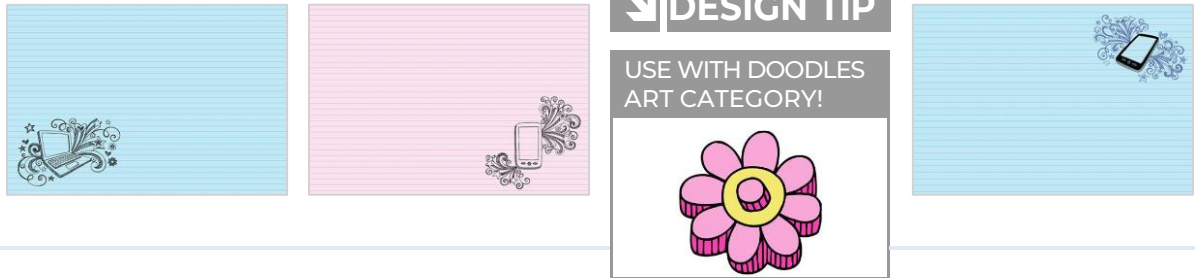 DESIGN TIP
USE WITH DOODLES
ART CATEGORY!